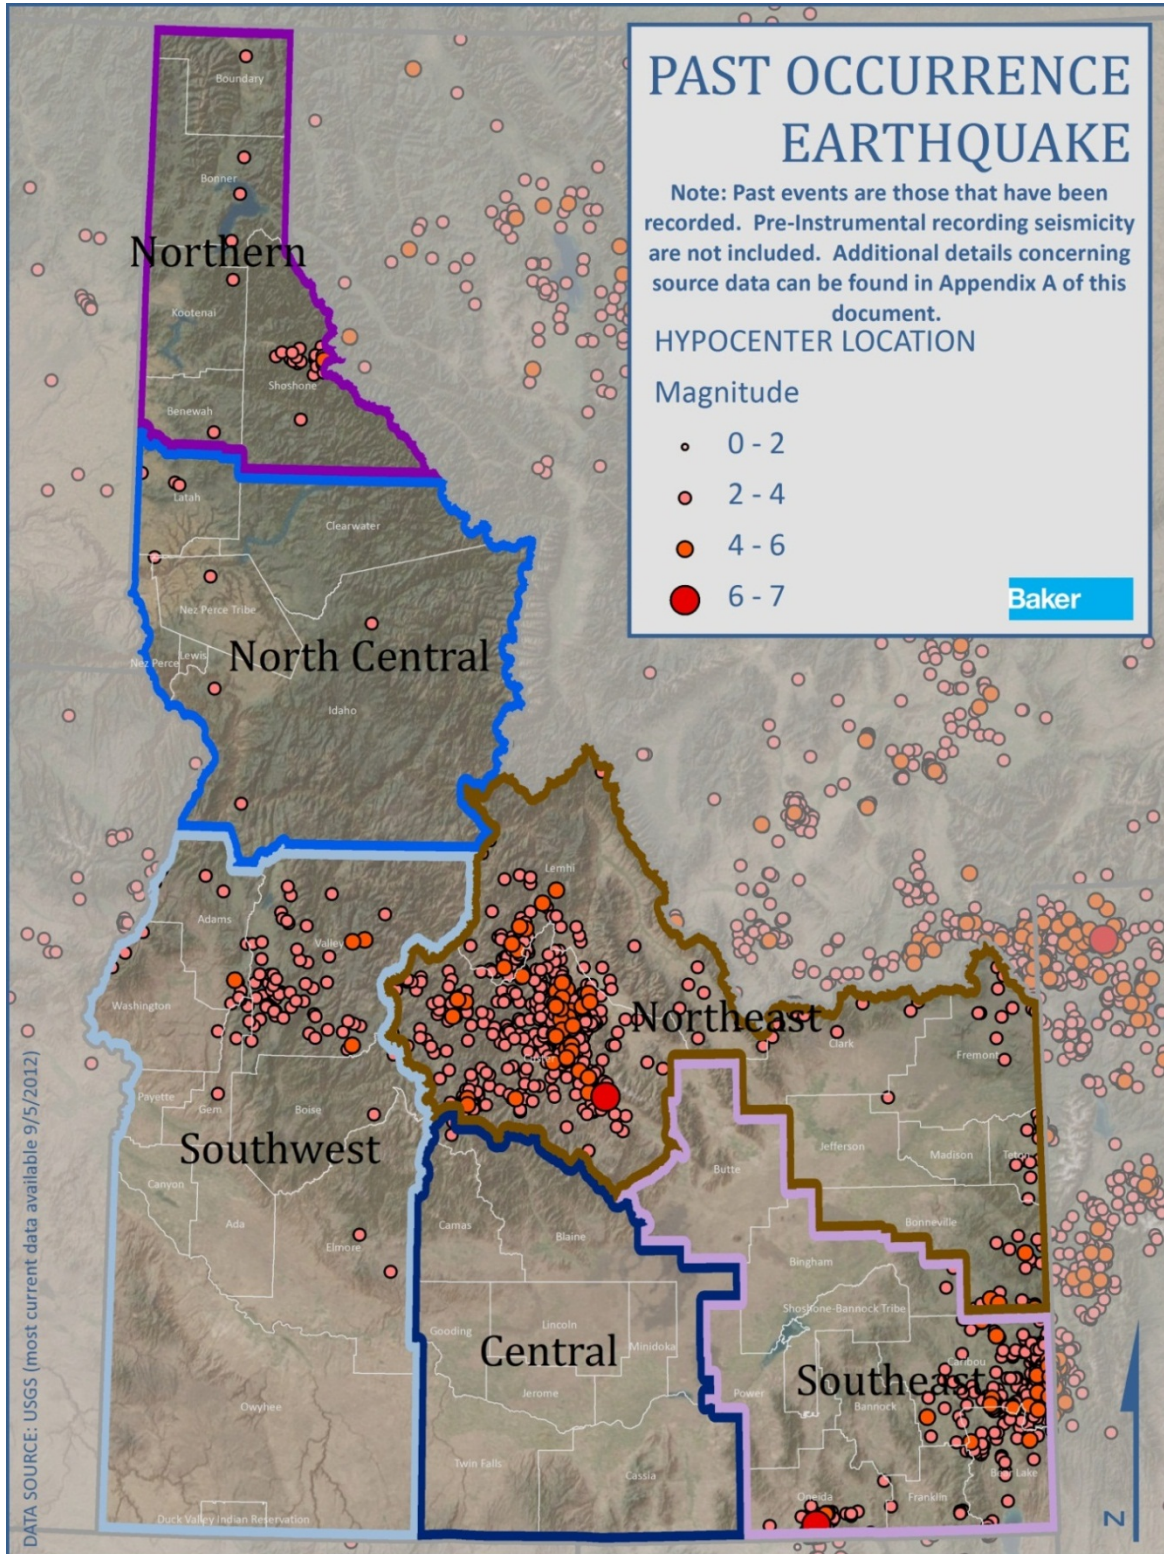 PAST OCCURRENCE
EARTHQUAKE
Note: Past events are those that have been
recorded. Pre-Instrumental recording seismicity
are not included. Additional details concerning
source data can be found in Appendix A of this
document.
HYPOCENTER LOCATION
Magnitude
0 - 2
2 - 4
4 - 6
6 - 7
Baker
Boundary
Bonner
Northern
Kootenai
Shoshone
Benewah
Latah
Clearwater
Nez Perce Tribe
Lewis
Nez Perce
North Central
Idaho
Lemhi
Adams
Valley
Washington
Northeast
Clark
Fremont
Payette
Gem
Boise
Southwest
Jefferson
Madison
Teton
Butte
Canyon
Ada
Camas
Blaine
Bonneville
Elmore
Bingham
Shoshone-Bannock Tribe
Gooding
Lincoln
Minidoka
Central
Caribou
Southeast
Jerome
Power
Bannock
Owyhee
Twin Falls
Cassia
Bear Lake
Oneida
Franklin
Duck Valley Indian Reservation
N
DATA SOURCE: USGS (most current data available 9/5/2012)